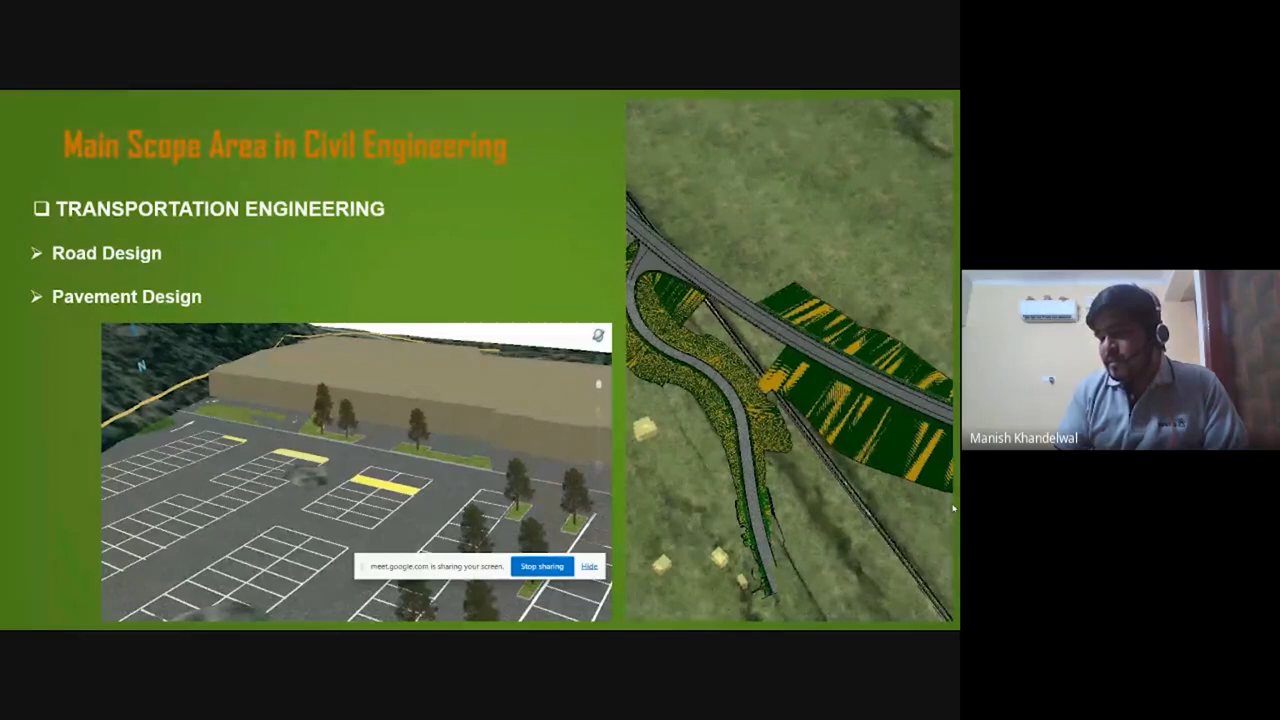 Main Scope Area in Civil Engineering
❑ TRANSPORTATION ENGINEERING
➢ Road Design
➢ Pavement Design
N
meet.google.com is sharing your screen. Stop sharing Hide
Manish Khandelwal